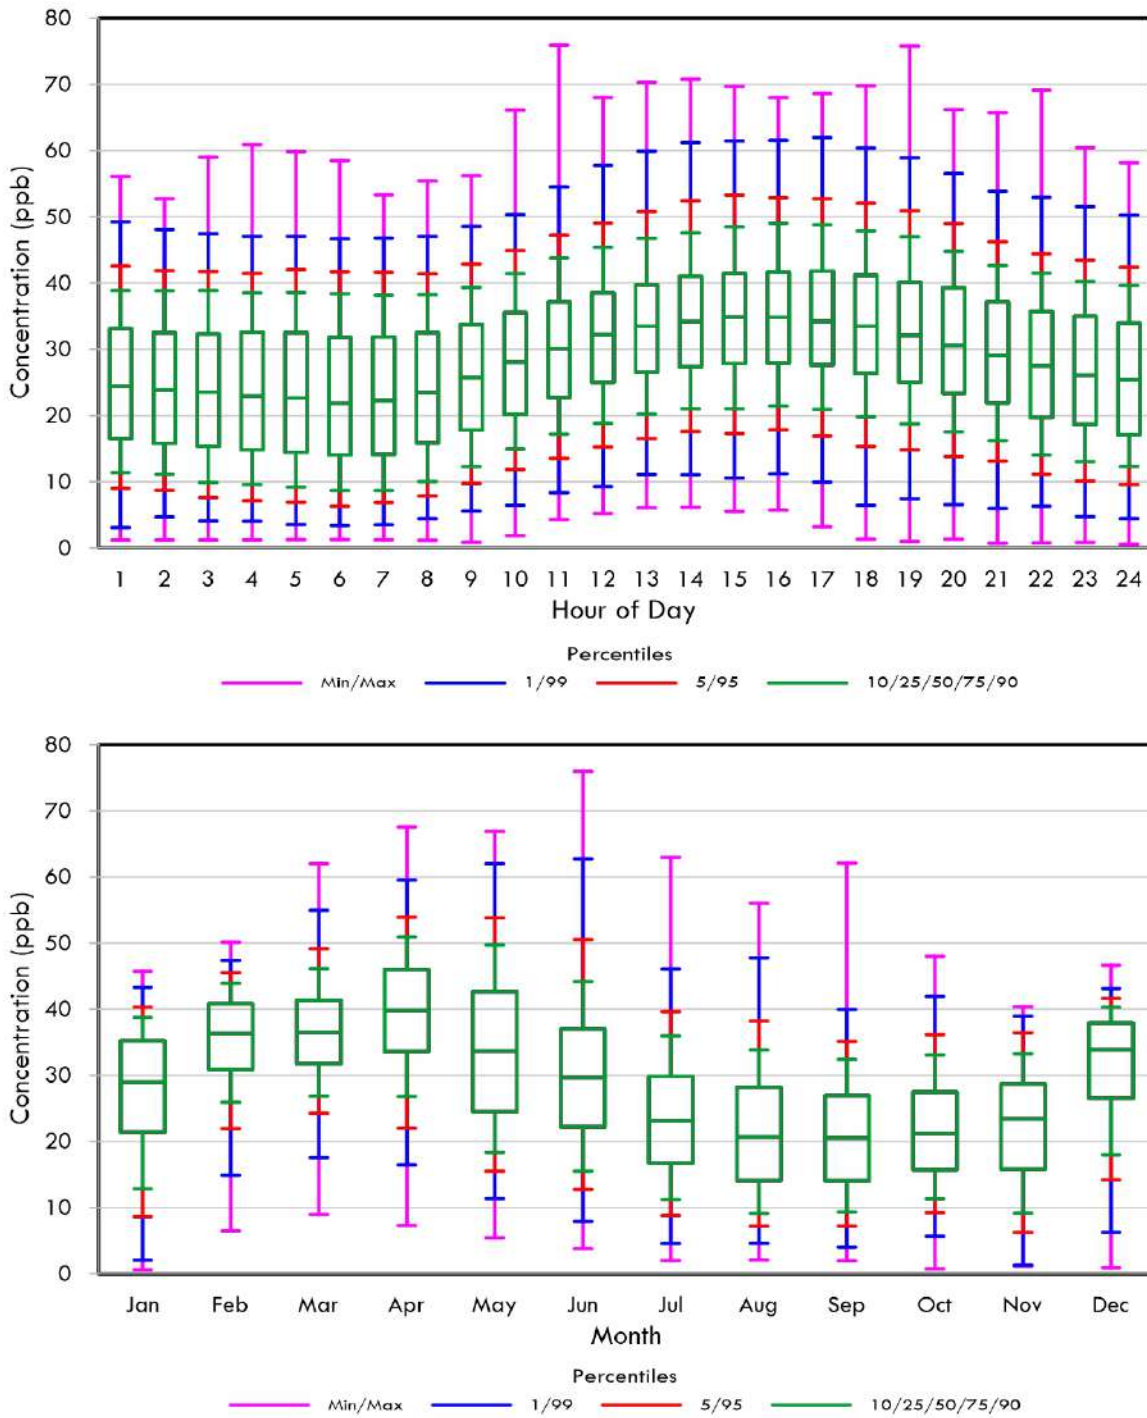 80
70
60
50
40
30
20
10
0
Concentration (ppb)
1 2 3 4 5 6 7 8 9 10 11 12 13 14 15 16 17 18 19 20 21 22 23 24
Hour of Day
Percentiles
Min/Max 1/99 5/95 10/25/50/75/90
80
70
60
50
40
30
20
10
0
Concentration (ppb)
Jan Feb Mar Apr May Jun Jul Aug Sep Oct Nov Dec
Month
Percentiles
Min/Max 1/99 5/95 10/25/50/75/90